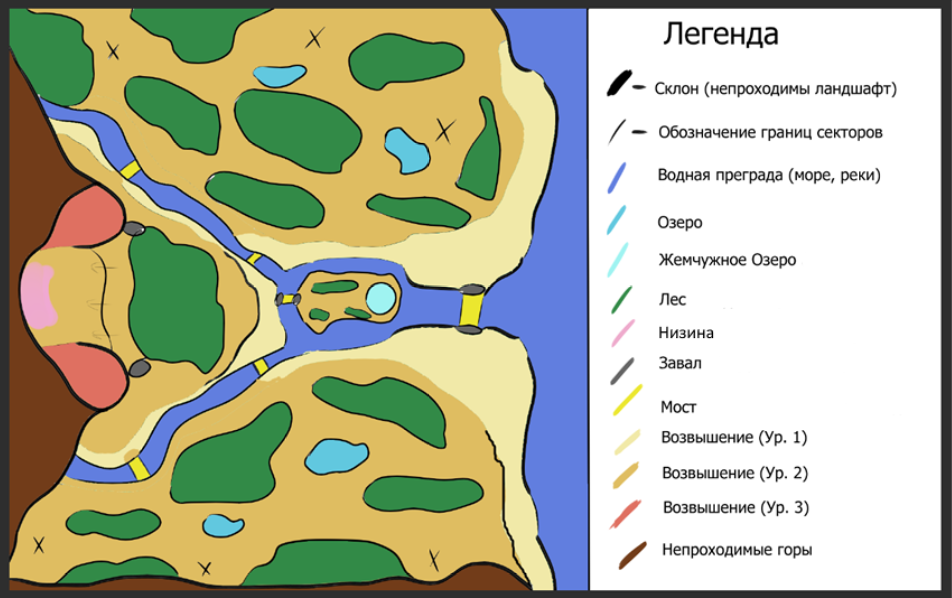 Легенда
Склон (непроходимы ландшафт)
Обозначение границ секторов
Водная преграда (море, реки)
Озеро
Жемчужное Озеро
Лес
Низина
Завал
Мост
Возвышение (Ур. 1)
Возвышение (Ур. 2)
Возвышение (Ур. 3)
Непроходимые горы